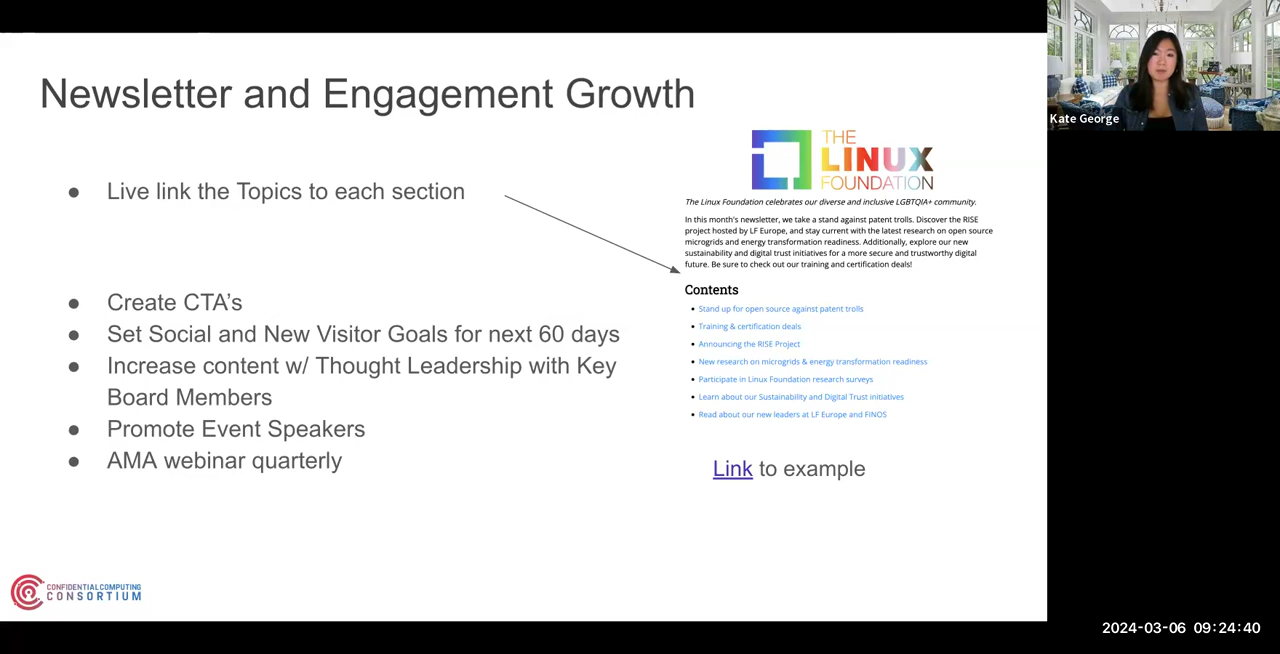 Newsletter and Engagement Growth
● Live link the Topics to each section
● Create CTA's
● Set Social and New Visitor Goals for next 60 days
● Increase content w/ Thought Leadership with Key
Board Members
● Promote Event Speakers
● AMA webinar quarterly
THE
LINUX
FOUNDATION
The Linux Foundation celebrates our diverse and inclusive LGBTQIA+ community.
In this month's newsletter, we take a stand against patent trolls. Discover the RISE
project hosted by LF Europe, and stay current with the latest research on open source
microgrids and energy transformation readiness. Additionally, explore our new
sustainability and digital trust initiatives for a more secure and trustworthy digital
future. Be sure to check out our training and certification deals!
Contents
• Stand up for open source against patent trolls
• Training & certification deals
• Announcing the RISE Project
• New research on microgrids & energy transformation readiness
• Participate in Linux Foundation research surveys
• Learn about our Sustainability and Digital Trust initiatives
• Read about our new leaders at LF Europe and FINOS
Link to example
CONFIDENTIAL COMPUTING
CONSORTIUM
Kate George
2024-03-06 09:24:40